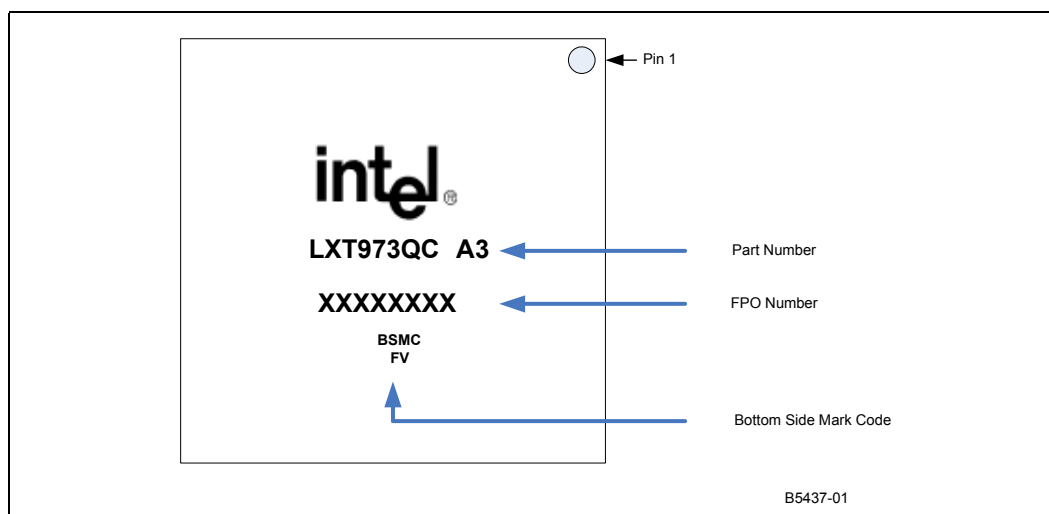 Pin 1
intel®
LXT973QC A3
Part Number
XXXXXXXX
FPO Number
BSMC
FV
Bottom Side Mark Code
B5437-01